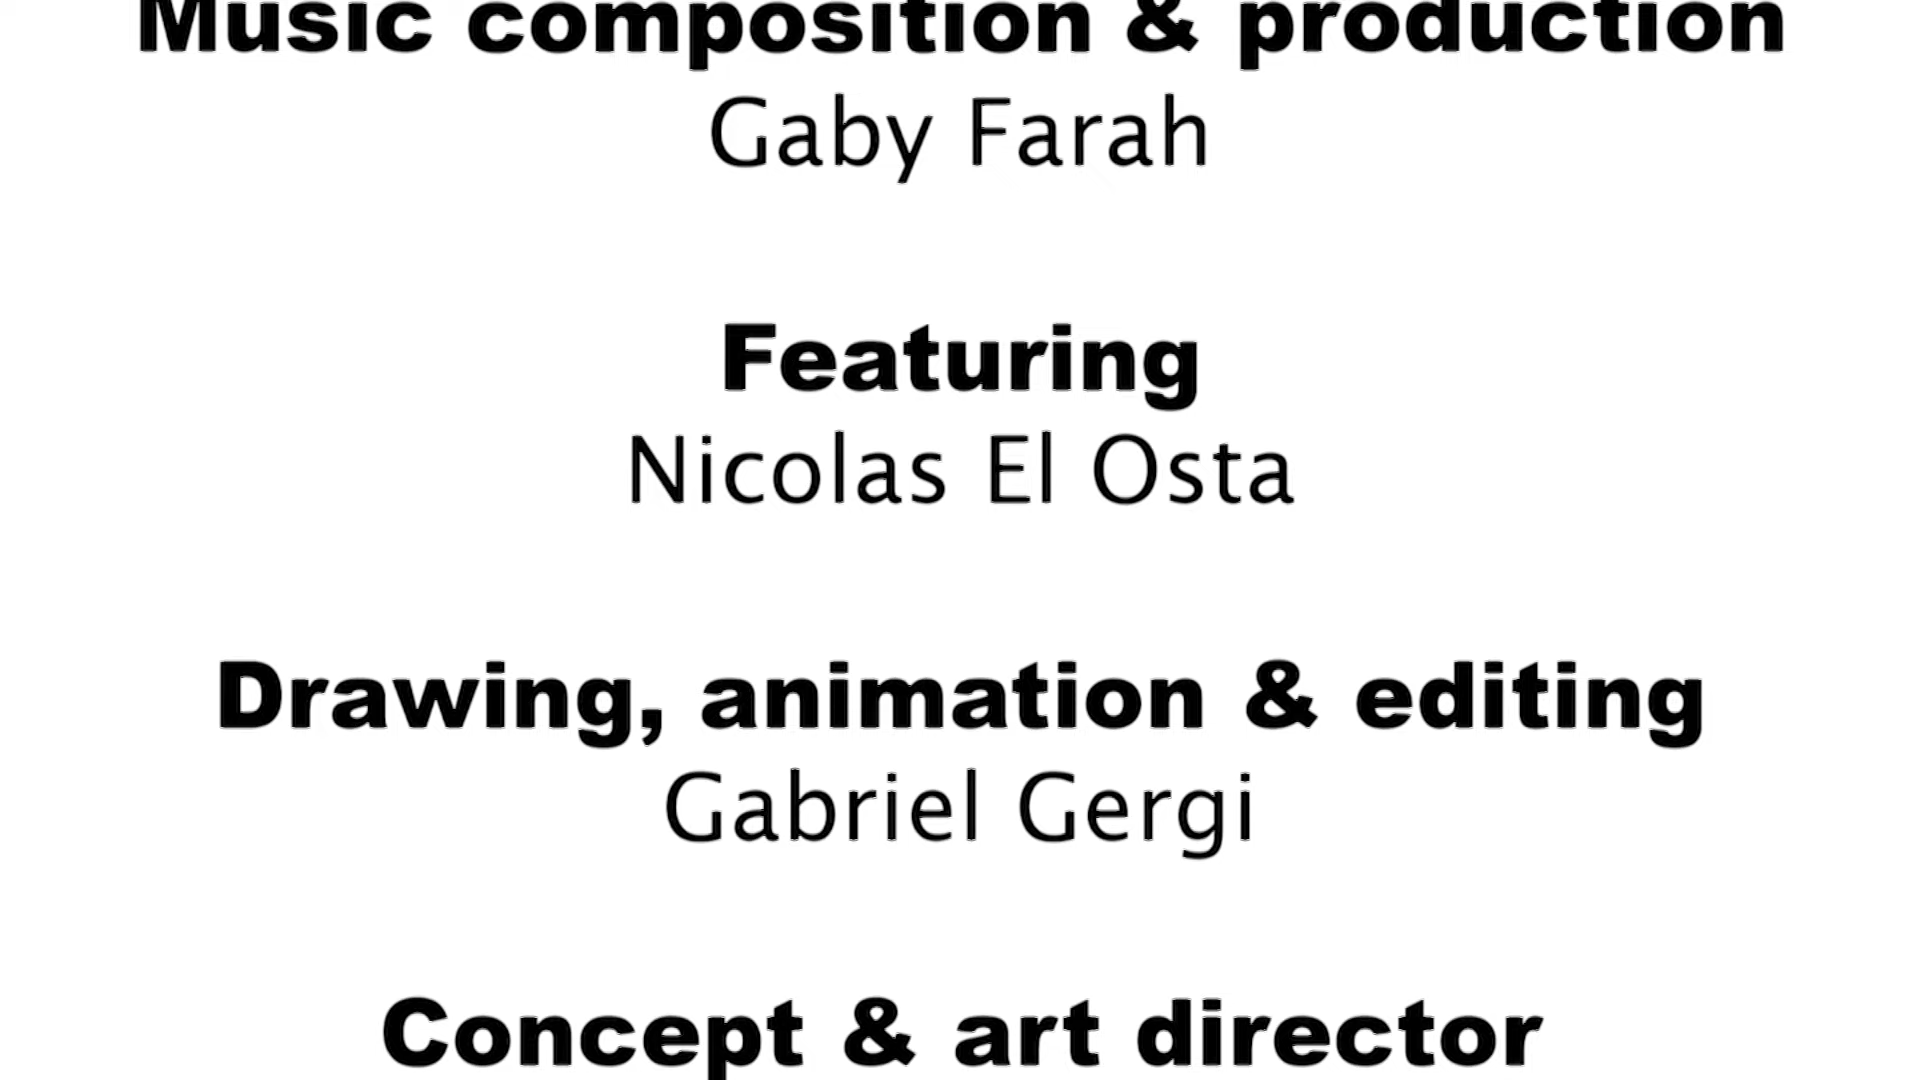 Music composition & production
Gaby Farah
Featuring
Nicolas El Osta
Drawing, animation & editing
Gabriel Gergi
Concept & art director